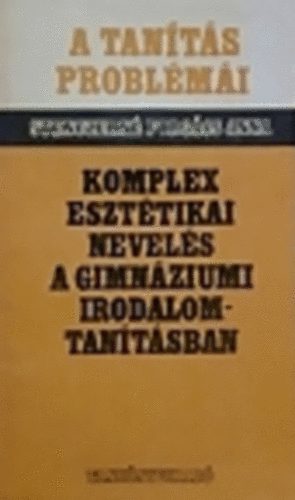 A TANÍTÁS
PROBLÉMÁI
KOMPLEX
ESZTÉTIKAI
NEVELÉS
A GIMNÁZIUMI
IRODALOM-
TANÍTÁSBAN